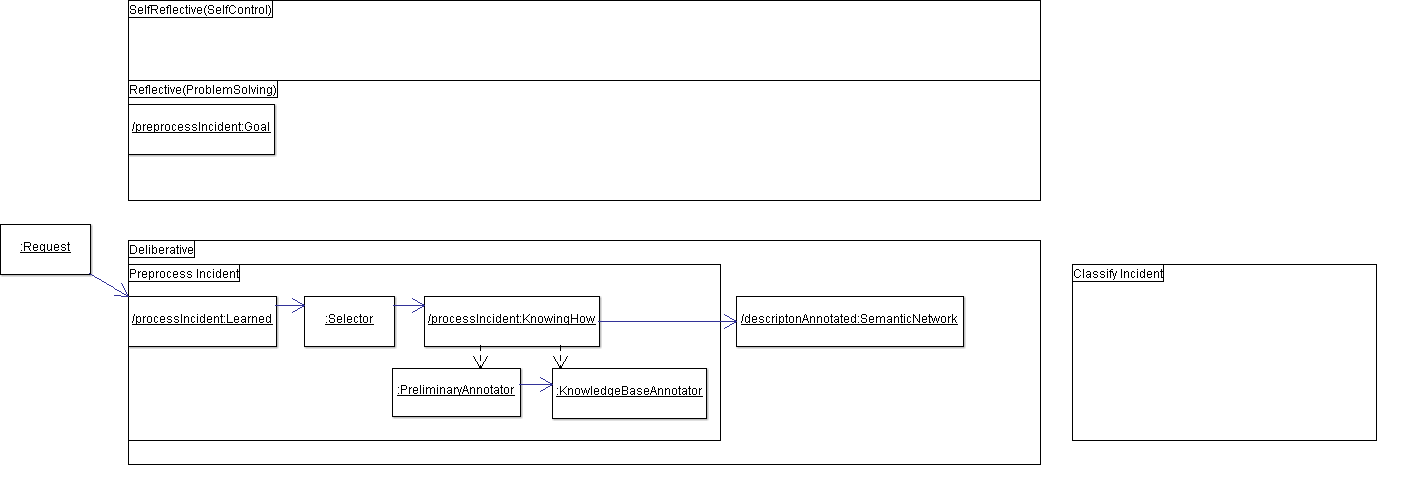 SelfReflective(SelfControl)
Reflective(ProblemSolving)
/preprocessIncident:Goal
:Request
Deliberative
Preprocess Incident
Classify Incident
/processIncident:Learned
:Selector
/processIncident:KnowingHow
/descriptonAnnotated:SemanticNetwork
:PreliminaryAnnotator
:KnowledgeBaseAnnotator